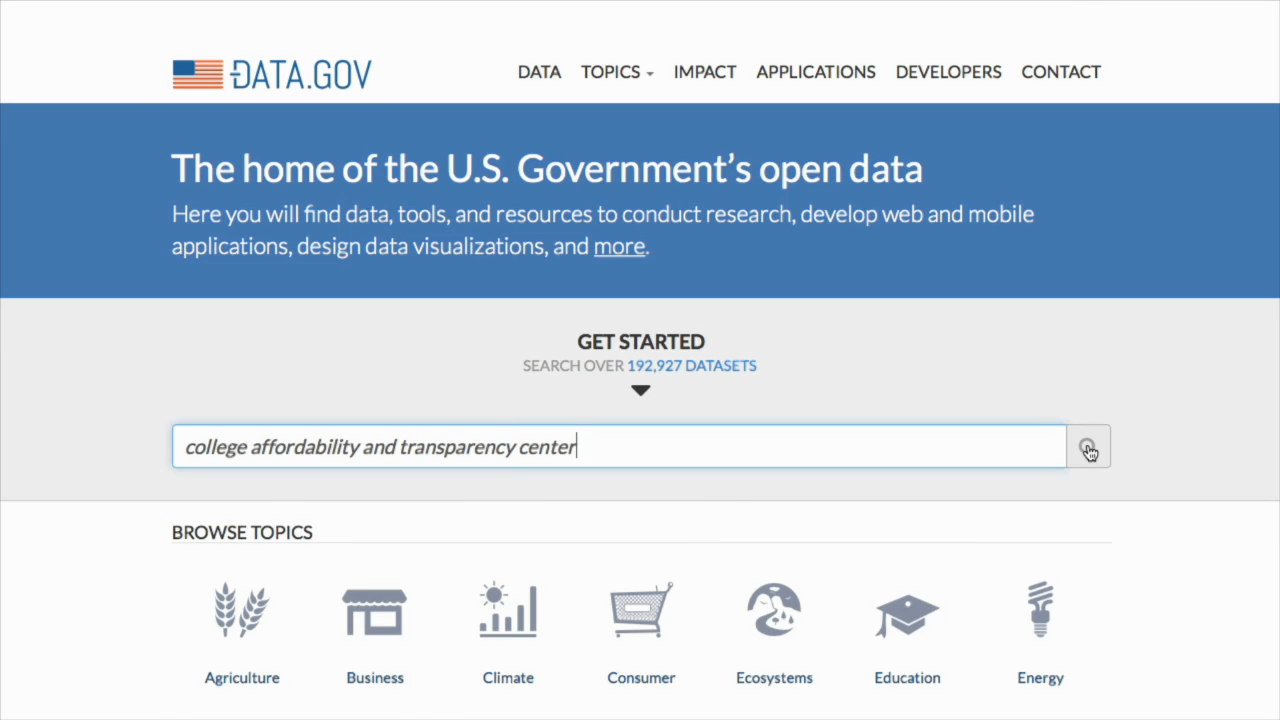 DATA.GOV
DATA TOPICS IMPACT APPLICATIONS DEVELOPERS CONTACT
The home of the U.S. Government’s open data
Here you will find data, tools, and resources to conduct research, develop web and mobile
applications, design data visualizations, and more.
GET STARTED
SEARCH OVER 192,927 DATASETS
college affordability and transparency center
BROWSE TOPICS
Agriculture Business Climate Consumer Ecosystems Education Energy